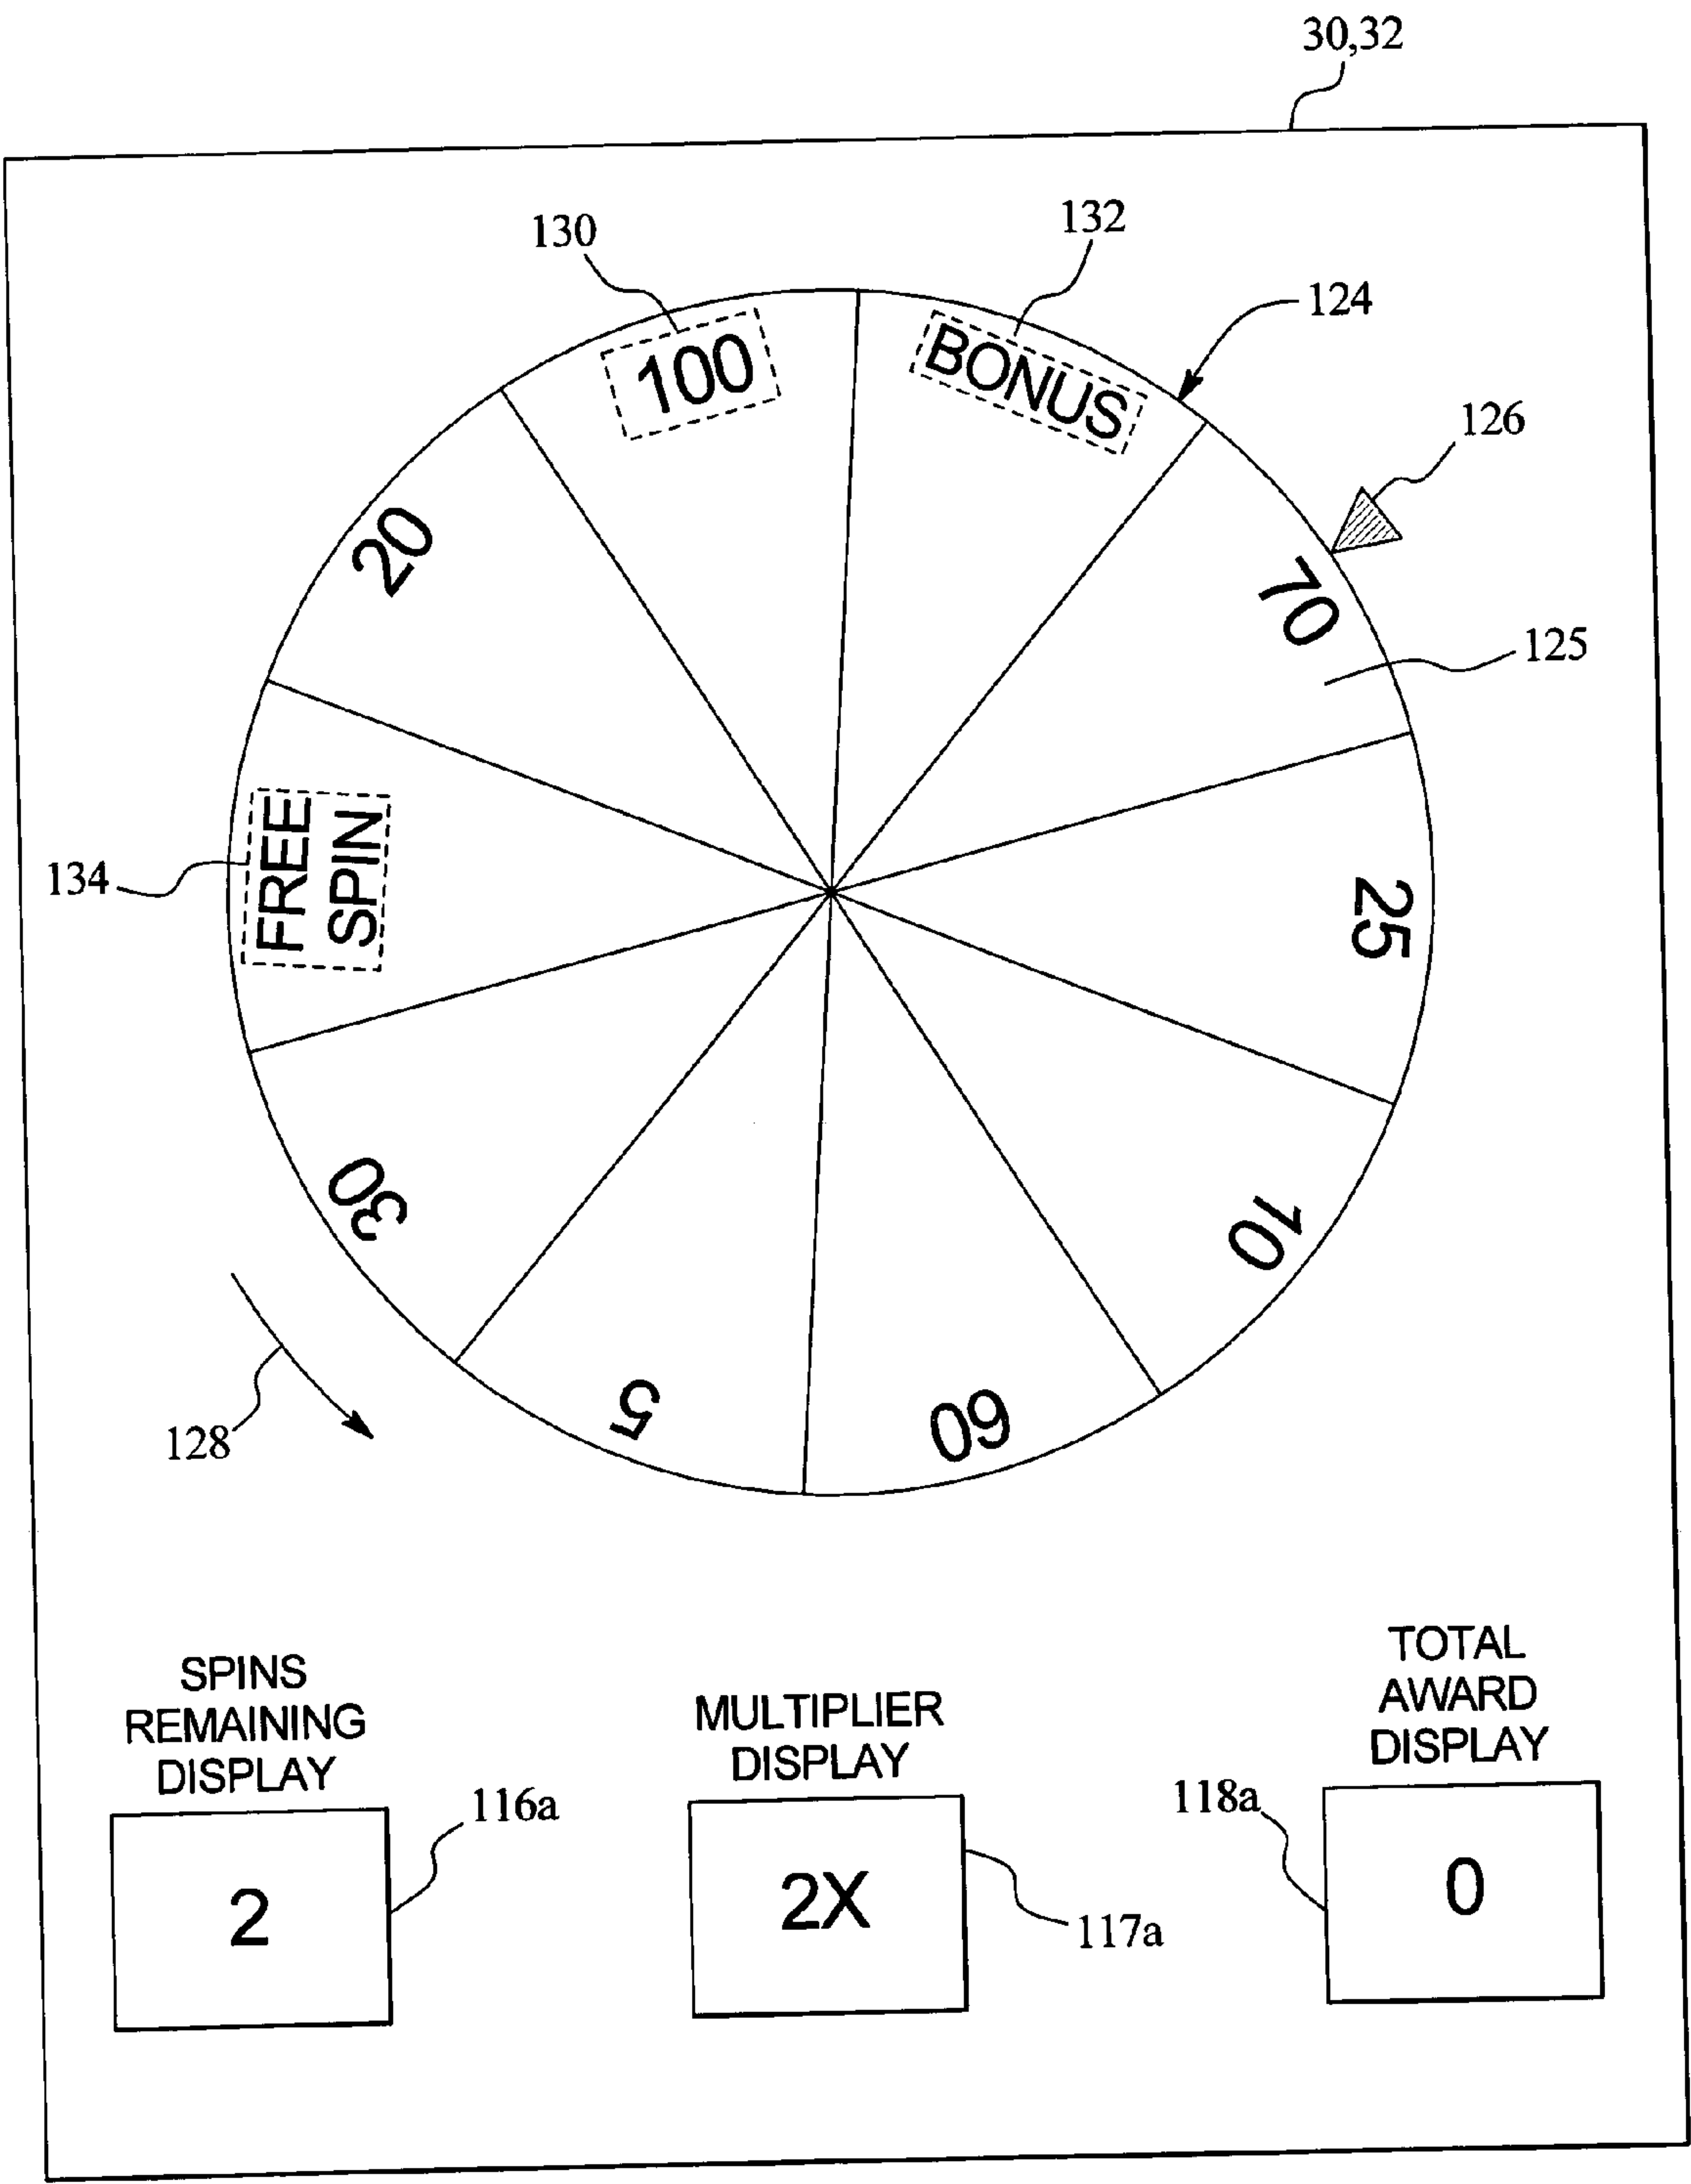 30,32
130
132
124
126
100
BONUS
20
70
125
FREE
SPIN
134
25
30
10
5
60
128
SPINS
REMAINING
DISPLAY
MULTIPLIER
DISPLAY
TOTAL
AWARD
DISPLAY
116a
118a
2
2X
0
117a